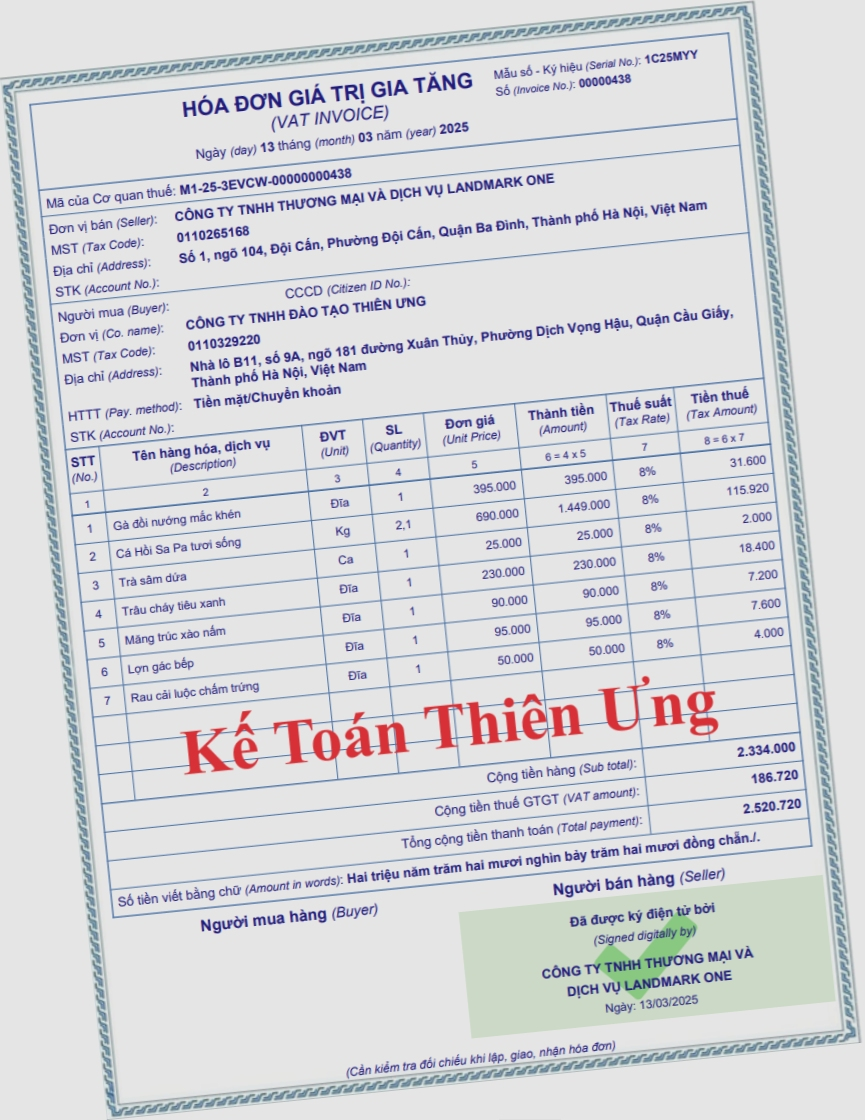 HÓA ĐƠN GIÁ TRỊ GIA TĂNG
(VAT INVOICE)
Ngày (day) 13 tháng (month) 03 năm (year) 2025
Mẫu số - Ký hiệu (Serial No.): 1C25MYY
Số (Invoice No.): 00000438
Mã của Cơ quan thuế: M1-25-3EVCW-00000000438
Đơn vị bán (Seller): CÔNG TY TNHH THƯƠNG MẠI VÀ DỊCH VỤ LANDMARK ONE
MST (Tax Code): 0110265168
Địa chỉ (Address): Số 1, ngõ 104, Đội Cấn, Phường Đội Cấn, Quận Ba Đình, Thành phố Hà Nội, Việt Nam
STK (Account No.):
Người mua (Buyer): CCCD (Citizen ID No.):
Đơn vị (Co. name): CÔNG TY TNHH ĐÀO TẠO THIÊN ƯNG
MST (Tax Code): 0110329220
Địa chỉ (Address): Nhà lô B11, số 9A, ngõ 181 đường Xuân Thủy, Phường Dịch Vọng Hậu, Quận Cầu Giấy,
Thành phố Hà Nội, Việt Nam
HTTT (Pay. method): Tiền mặt/Chuyển khoản
STK (Account No.):
STT Tên hàng hóa, dịch vụ ĐVT SL Đơn giá Thành tiền Thuế suất Tiền thuế
(No.) (Description) (Unit) (Quantity) (Unit Price) (Amount) (Tax Rate) (Tax Amount)
1 2 3 4 5 6 = 4 x 5 7 8 = 6 x 7
1 Gà đồi nướng mắc khén Đĩa 1 395.000 395.000 8% 31.600
2 Cá Hồi Sa Pa tươi sống Kg 2,1 690.000 1.449.000 8% 115.920
3 Trà sâm dứa Ca 1 25.000 25.000 8% 2.000
4 Trâu cháy tiêu xanh Đĩa 1 230.000 230.000 8% 18.400
5 Măng trúc xào nấm Đĩa 1 90.000 90.000 8% 7.200
6 Lợn gác bếp Đĩa 1 95.000 95.000 8% 7.600
7 Rau cải luộc chấm trứng Đĩa 1 50.000 50.000 8% 4.000
Kế Toán Thiên Ưng
Cộng tiền hàng (Sub total): 2.334.000
Cộng tiền thuế GTGT (VAT amount): 186.720
Tổng cộng tiền thanh toán (Total payment): 2.520.720
Số tiền viết bằng chữ (Amount in words): Hai triệu năm trăm hai mươi nghìn bảy trăm hai mươi đồng chẵn./.
Người mua hàng (Buyer)
Người bán hàng (Seller)
Đã được ký điện tử bởi
(Signed digitally by)
CÔNG TY TNHH THƯƠNG MẠI VÀ
DỊCH VỤ LANDMARK ONE
Ngày: 13/03/2025
(Cần kiểm tra đối chiếu khi lập, giao, nhận hóa đơn)